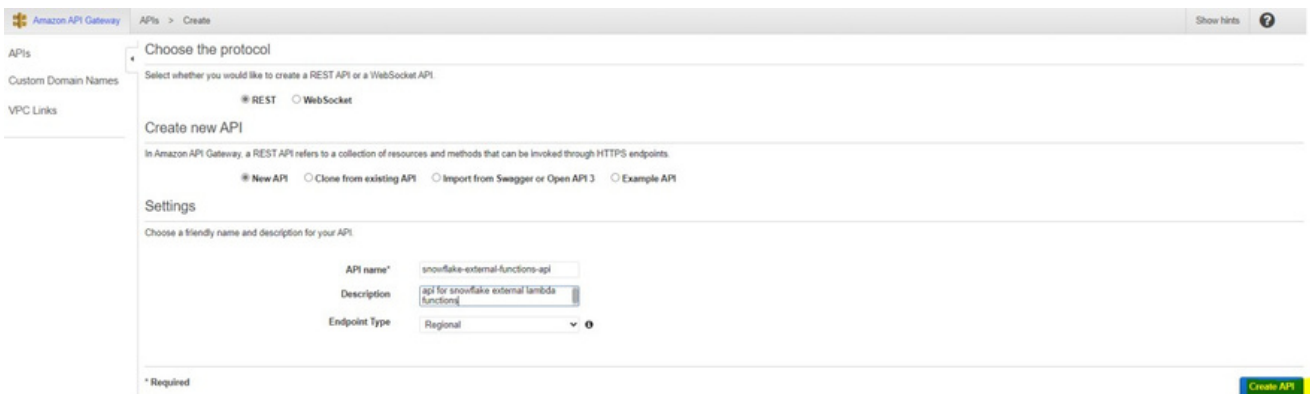 Amazon API Gateway APIs > Create Show hints ?
APIs
Custom Domain Names
VPC Links
Choose the protocol
Select whether you would like to create a REST API or a WebSocket API.
REST WebSocket
Create new API
In Amazon API Gateway, a REST API refers to a collection of resources and methods that can be invoked through HTTPS endpoints.
New API Clone from existing API Import from Swagger or Open API 3 Example API
Settings
Choose a friendly name and description for your API.
API name* snowflake-external-functions-api
Description api for snowflake external lambda
functions
Endpoint Type Regional
* Required Create API